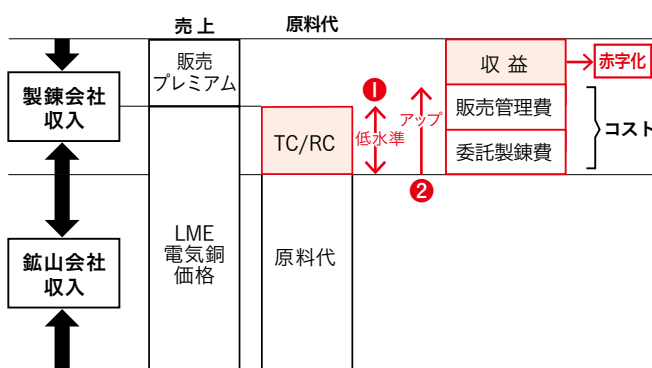 売上
原料代
製錬会社
収入
販売
プレミアム
TC/RC
❶
低水準
アップ
❷
収益
赤字化
販売管理費
委託製錬費
コスト
鉱山会社
収入
LME
電気銅
価格
原料代